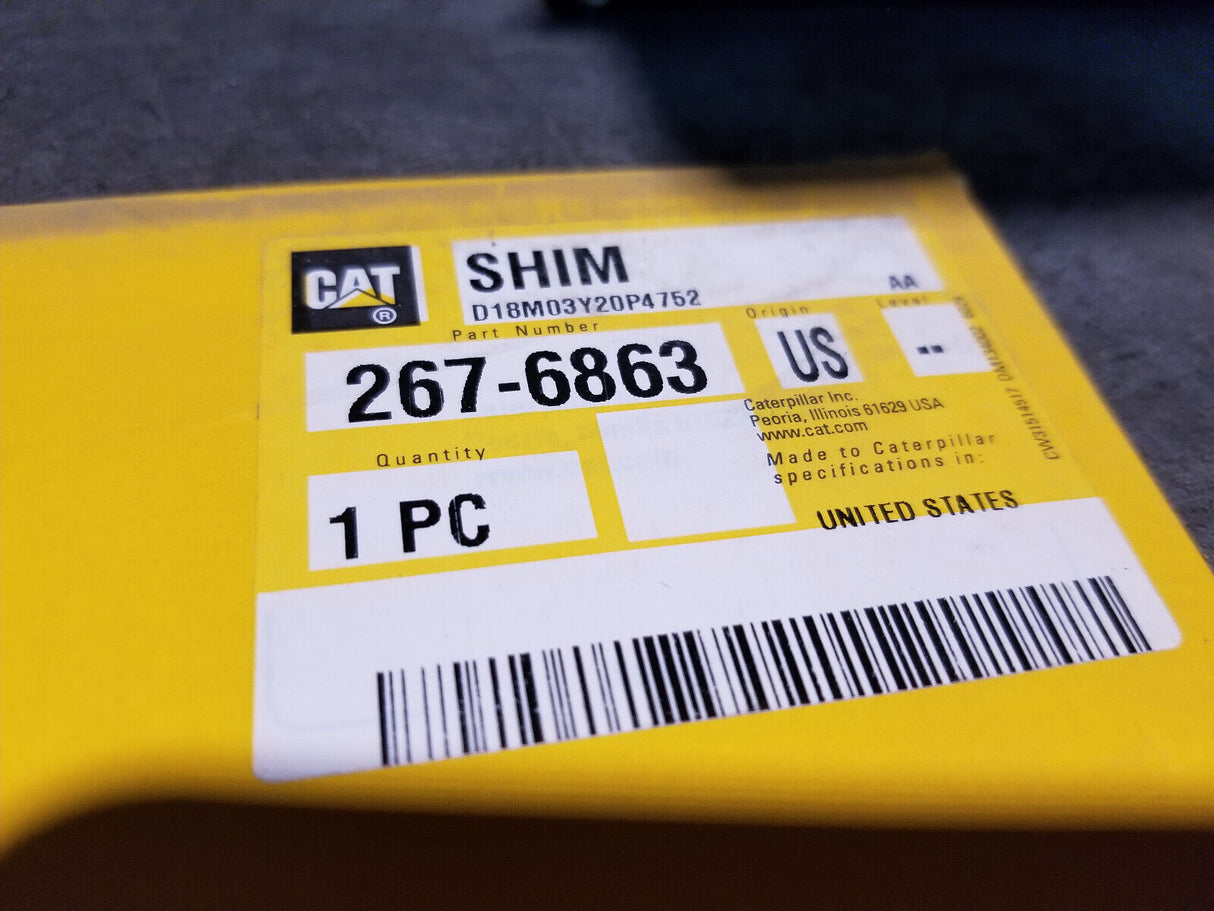 CAT
®
SHIM
D18M03Y20P4752
AA
Part Number
Origin
Level
267-6863
US
--
Caterpillar Inc.
Peoria, Illinois 61629 USA
www.cat.com
Quantity
Made to Caterpillar
specifications in:
1 PC
UNITED STATES